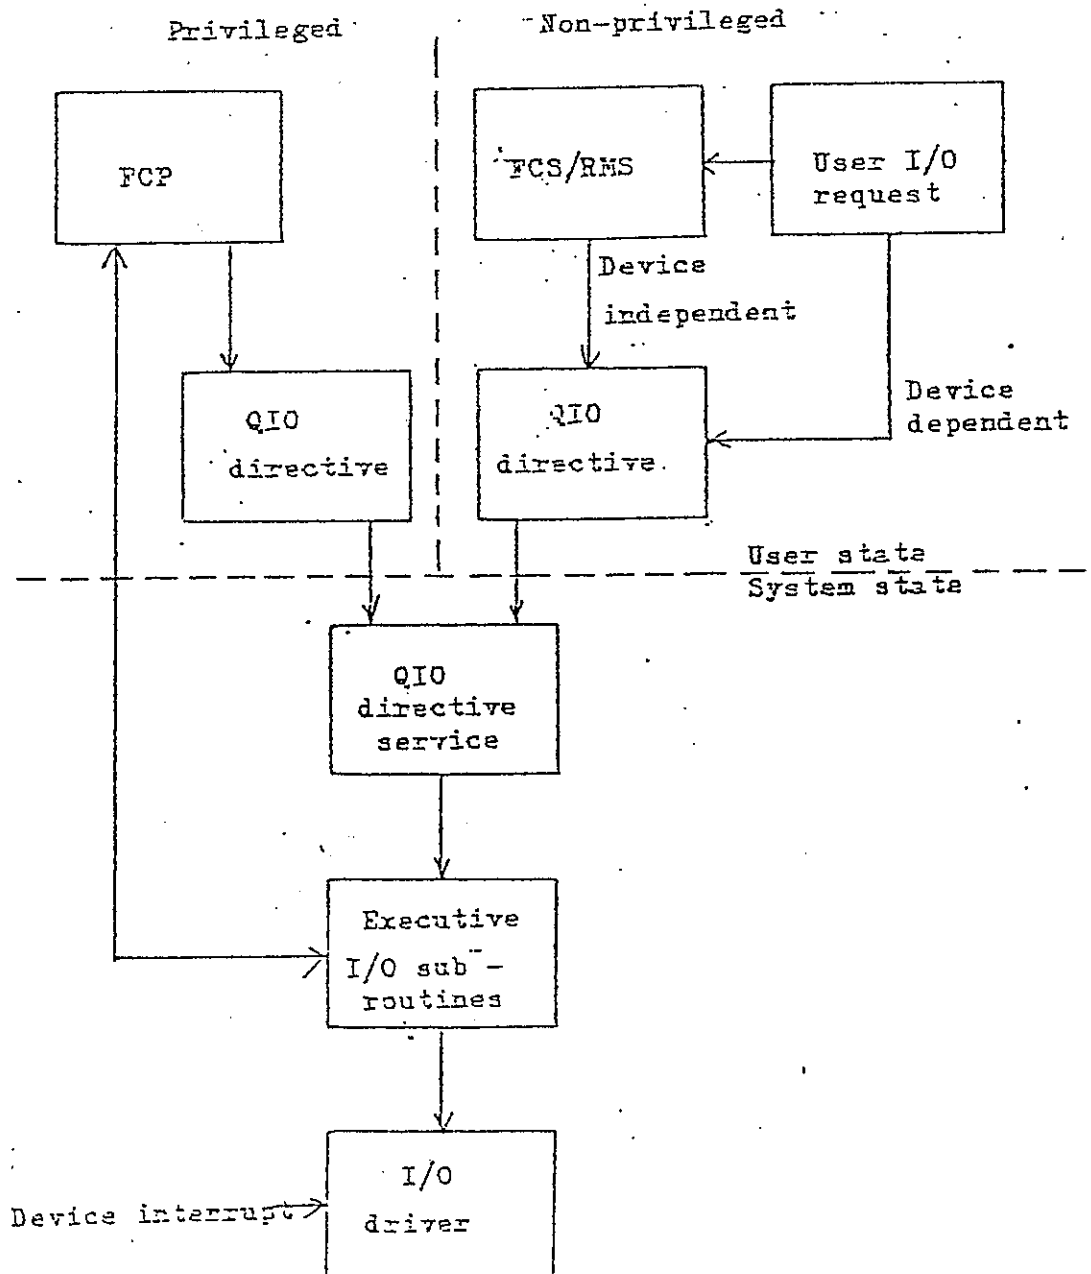 Privileged
Non-privileged
FCP
FCS/RMS
User I/O
request
Device
independent
Device
dependent
QIO
directive
QIO
directive.
User state
System state
QIO
directive
service
Executive
I/O sub-
routines
I/O
driver
Device interrupt